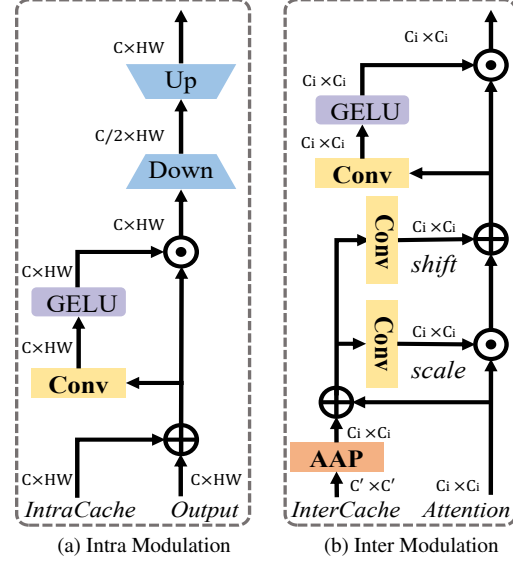 C×HW
Up
C/2×HW
Down
C×HW
C×HW
GELU
C×HW
Conv
C×HW
C×HW
IntraCache
Output
(a) Intra Modulation
Ci×Ci
Ci×Ci
GELU
Ci×Ci
Conv
Conv
Ci×Ci
shift
Conv
Ci×Ci
scale
Ci×Ci
AAP
C′×C′
Ci×Ci
InterCache
Attention
(b) Inter Modulation